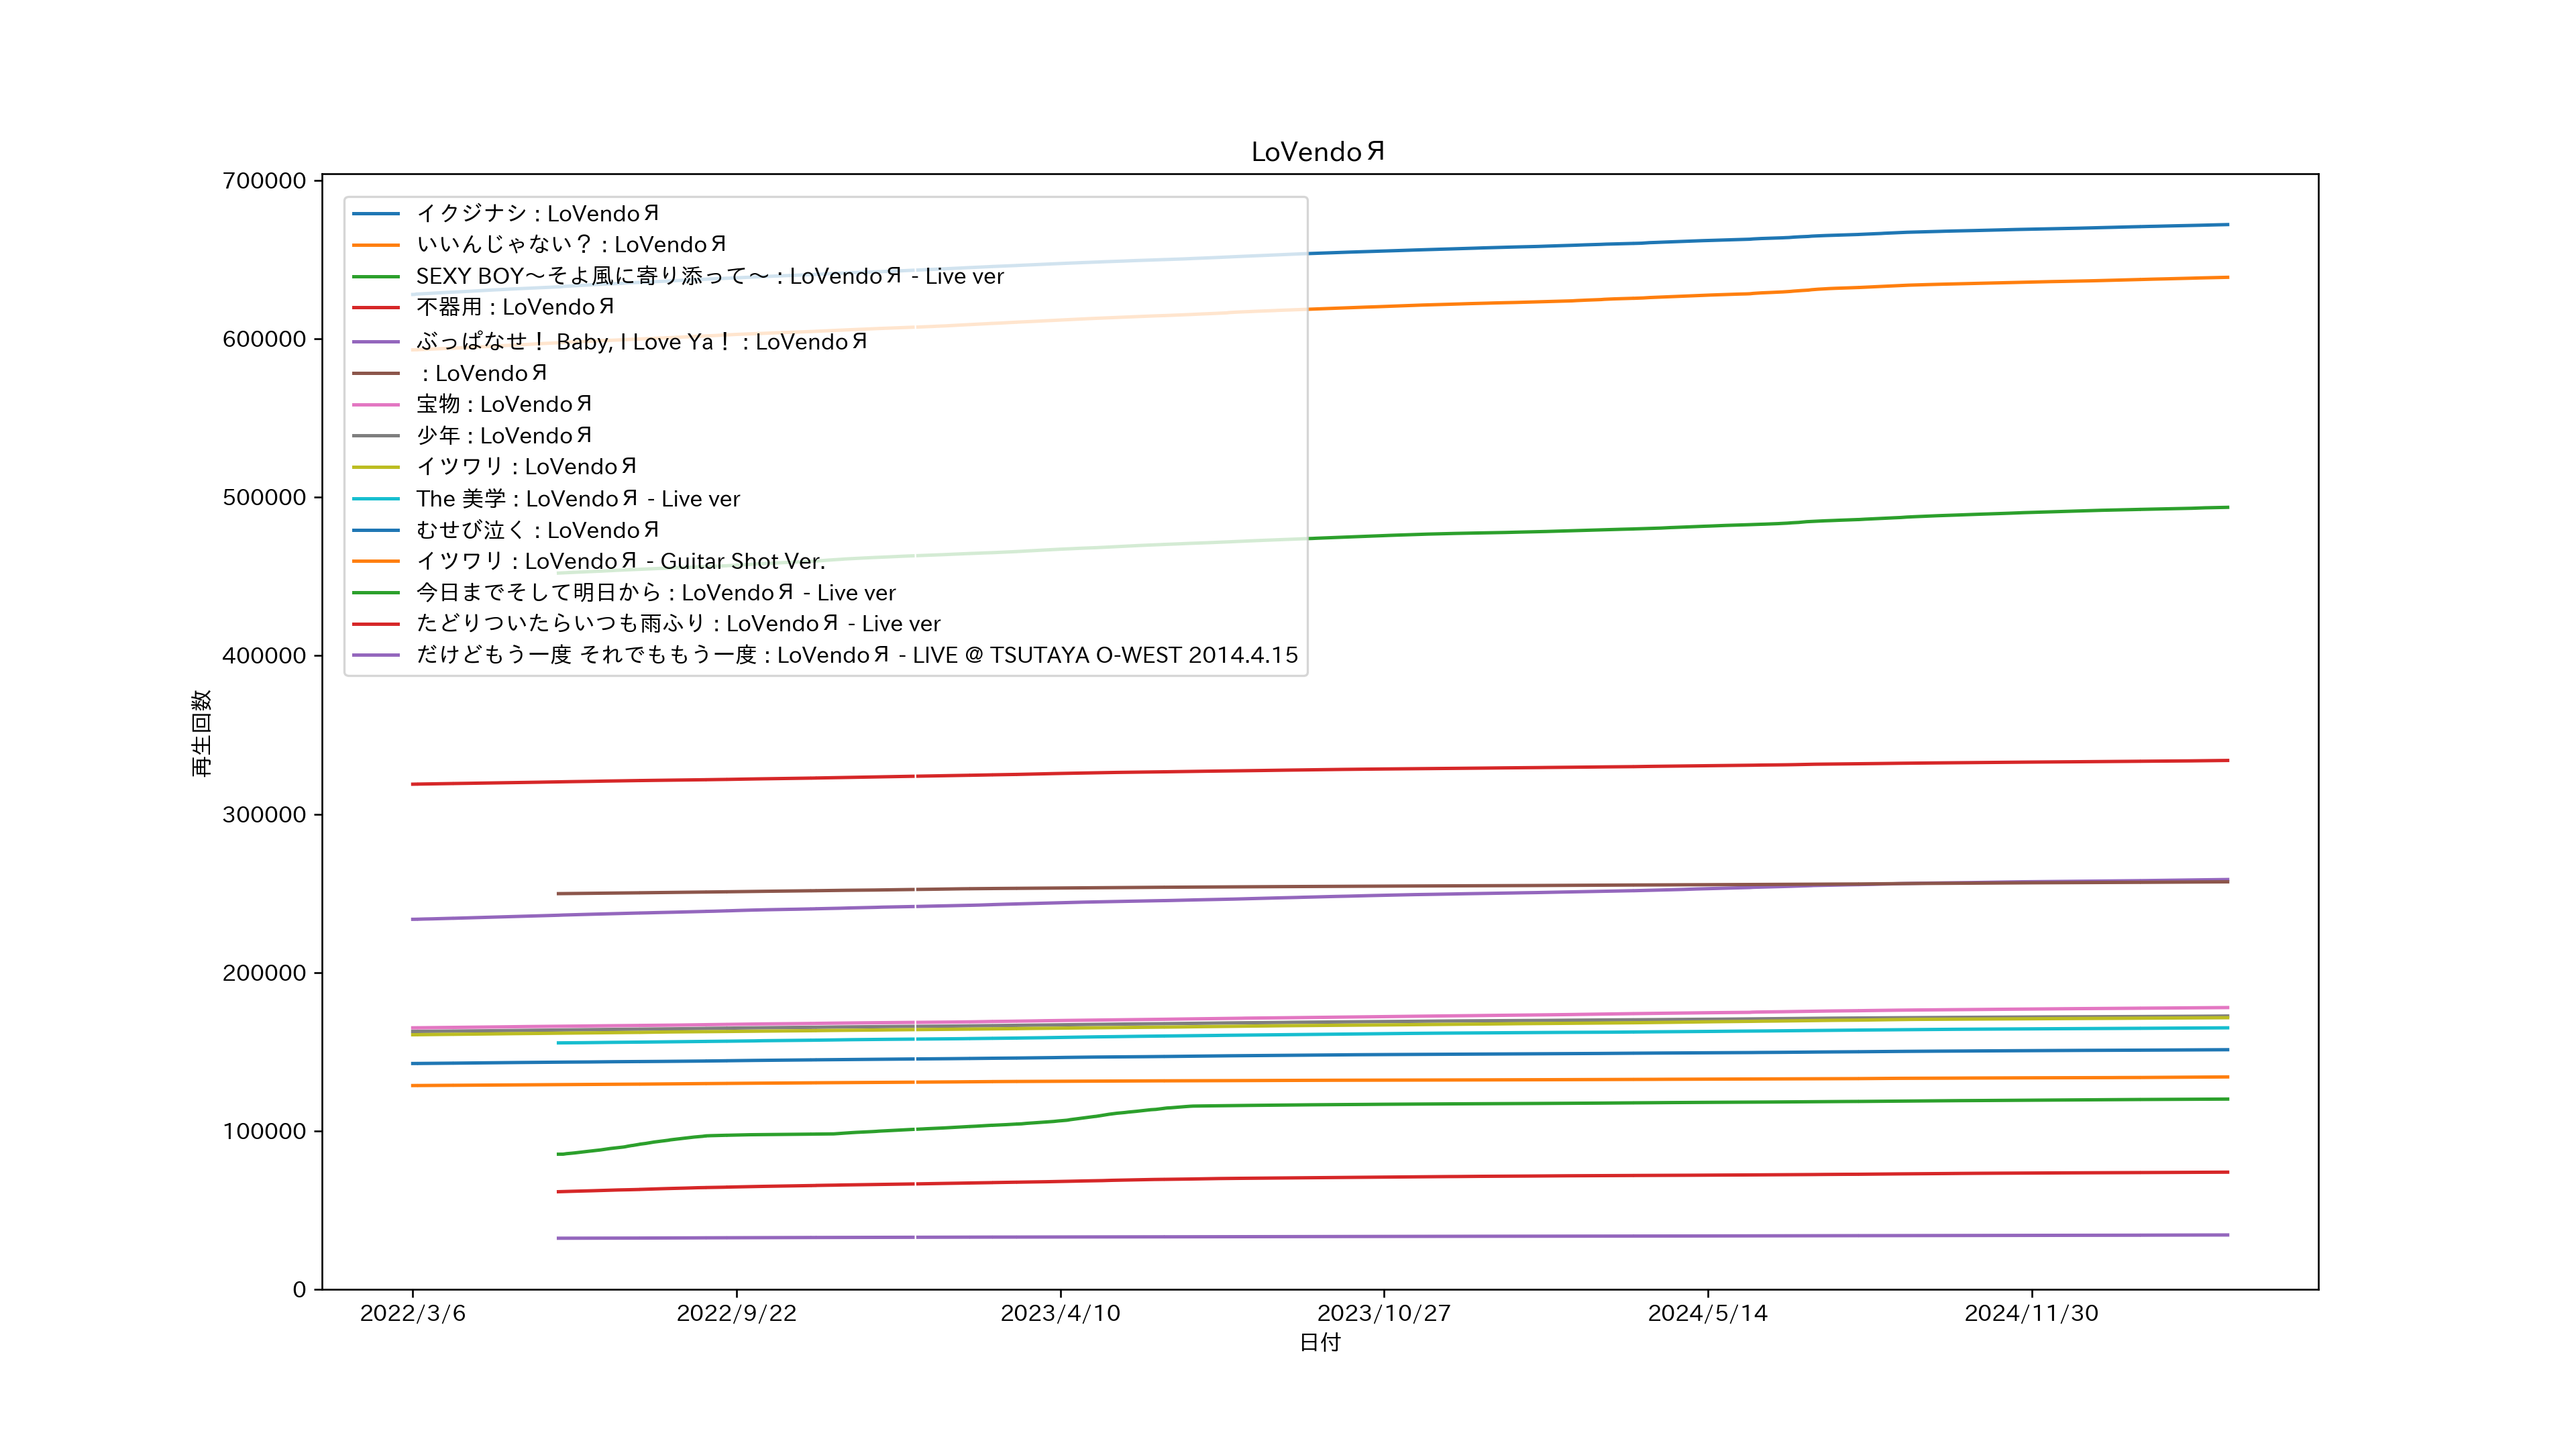 LoVendoЯ
700000
600000
500000
400000
300000
200000
100000
0
再生回数
イクジナシ : LoVendoЯ
いいんじゃない？ : LoVendoЯ
SEXY BOY～そよ風に寄り添って～ : LoVendoЯ - Live ver
不器用 : LoVendoЯ
ぶっぱなせ！ Baby, I Love Ya！ : LoVendoЯ
: LoVendoЯ
宝物 : LoVendoЯ
少年 : LoVendoЯ
イツワリ : LoVendoЯ
The 美学 : LoVendoЯ - Live ver
むせび泣く : LoVendoЯ
イツワリ : LoVendoЯ - Guitar Shot Ver.
今日までそして明日から : LoVendoЯ - Live ver
たどりついたらいつも雨ふり : LoVendoЯ - Live ver
だけどもう一度 それでももう一度 : LoVendoЯ - LIVE @ TSUTAYA O-WEST 2014.4.15
2022/3/6 2022/9/22 2023/4/10 2023/10/27 2024/5/14 2024/11/30
日付